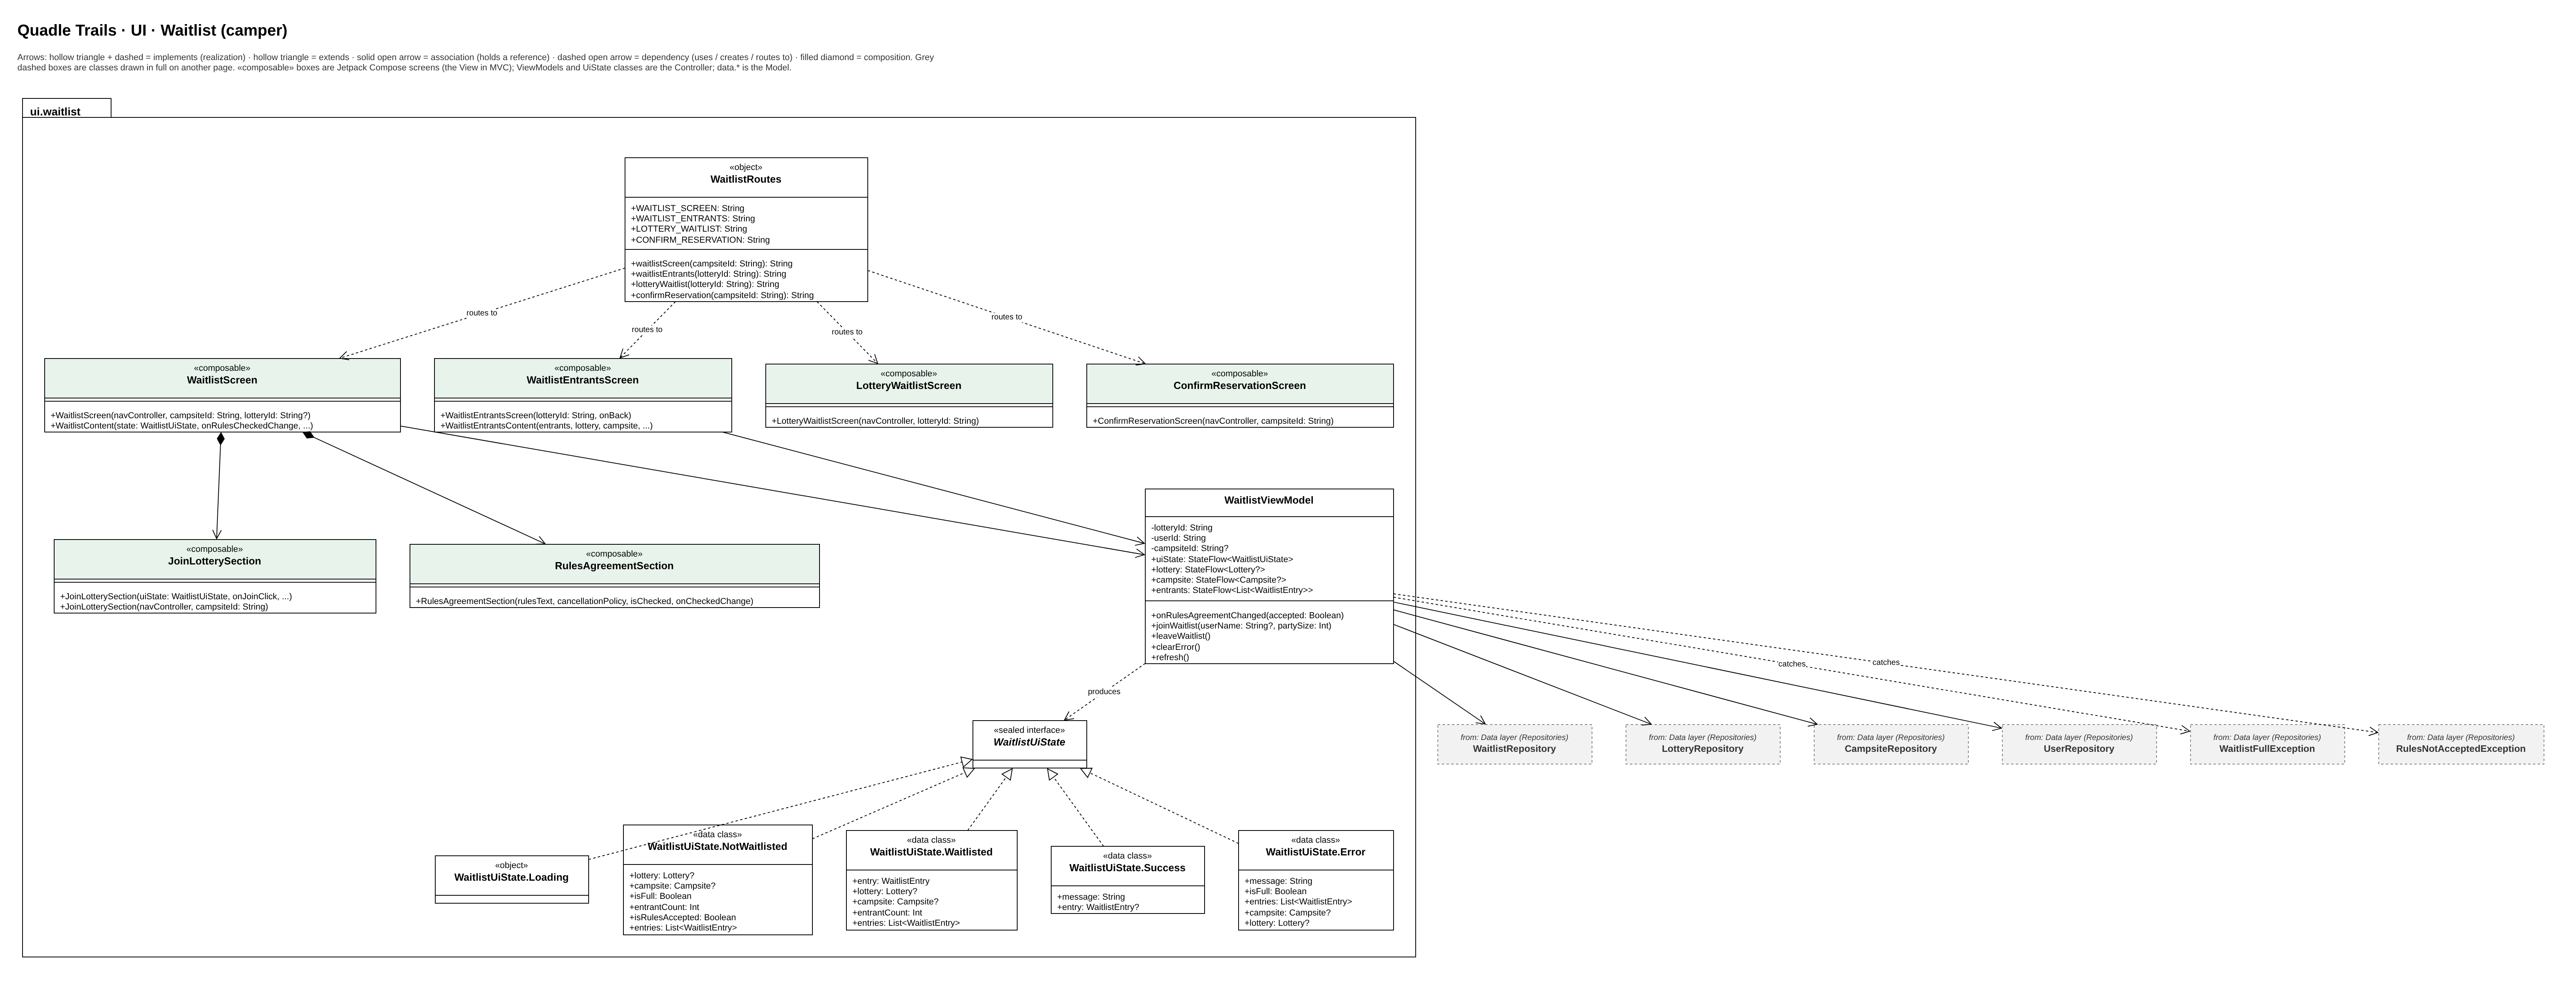 Quadle Trails · UI · Waitlist (camper)
Arrows: hollow triangle + dashed = implements (realization) · hollow triangle = extends · solid open arrow = association (holds a reference) · dashed open arrow = dependency (uses / creates / routes to) · filled diamond = composition. Grey
dashed boxes are classes drawn in full on another page. «composable» boxes are Jetpack Compose screens (the View in MVC); ViewModels and UiState classes are the Controller; data.* is the Model.
ui.waitlist
«object»
WaitlistRoutes
+WAITLIST_SCREEN: String
+WAITLIST_ENTRANTS: String
+LOTTERY_WAITLIST: String
+CONFIRM_RESERVATION: String
+waitlistScreen(campsiteId: String): String
+waitlistEntrants(lotteryId: String): String
+lotteryWaitlist(lotteryId: String): String
+confirmReservation(campsiteId: String): String
routes to
routes to
routes to
routes to
«composable»
WaitlistScreen
+WaitlistScreen(navController, campsiteId: String, lotteryId: String?)
+WaitlistContent(state: WaitlistUiState, onRulesCheckedChange, ...)
«composable»
WaitlistEntrantsScreen
+WaitlistEntrantsScreen(lotteryId: String, onBack)
+WaitlistEntrantsContent(entrants, lottery, campsite, ...)
«composable»
LotteryWaitlistScreen
+LotteryWaitlistScreen(navController, lotteryId: String)
«composable»
ConfirmReservationScreen
+ConfirmReservationScreen(navController, campsiteId: String)
«composable»
JoinLotterySection
+JoinLotterySection(uiState: WaitlistUiState, onJoinClick, ...)
+JoinLotterySection(navController, campsiteId: String)
«composable»
RulesAgreementSection
+RulesAgreementSection(rulesText, cancellationPolicy, isChecked, onCheckedChange)
WaitlistViewModel
-lotteryId: String
-userId: String
-campsiteId: String?
+uiState: StateFlow<WaitlistUiState>
+lottery: StateFlow<Lottery?>
+campsite: StateFlow<Campsite?>
+entrants: StateFlow<List<WaitlistEntry>>
+onRulesAgreementChanged(accepted: Boolean)
+joinWaitlist(userName: String?, partySize: Int)
+leaveWaitlist()
+clearError()
+refresh()
catches
catches
produces
«sealed interface»
WaitlistUiState
from: Data layer (Repositories)
WaitlistRepository
from: Data layer (Repositories)
LotteryRepository
from: Data layer (Repositories)
CampsiteRepository
from: Data layer (Repositories)
UserRepository
from: Data layer (Repositories)
WaitlistFullException
from: Data layer (Repositories)
RulesNotAcceptedException
«object»
WaitlistUiState.Loading
«data class»
WaitlistUiState.NotWaitlisted
+lottery: Lottery?
+campsite: Campsite?
+isFull: Boolean
+entrantCount: Int
+isRulesAccepted: Boolean
+entries: List<WaitlistEntry>
«data class»
WaitlistUiState.Waitlisted
+entry: WaitlistEntry
+lottery: Lottery?
+campsite: Campsite?
+entrantCount: Int
+entries: List<WaitlistEntry>
«data class»
WaitlistUiState.Success
+message: String
+entry: WaitlistEntry?
«data class»
WaitlistUiState.Error
+message: String
+isFull: Boolean
+entries: List<WaitlistEntry>
+campsite: Campsite?
+lottery: Lottery?